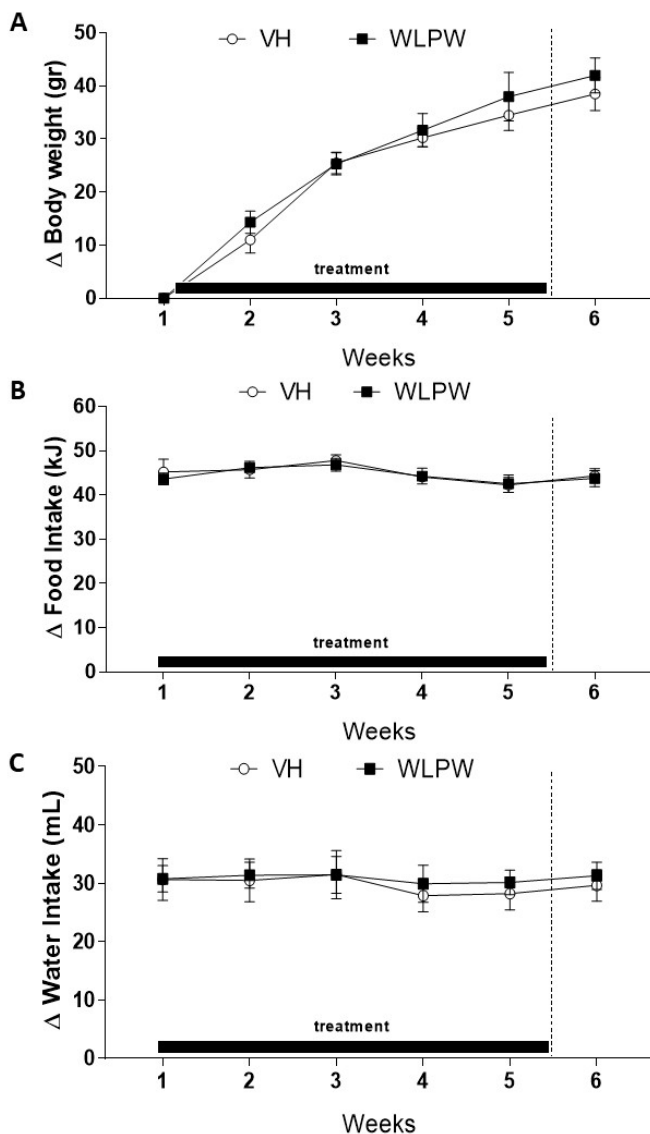 A
VH WLPW
Δ Body weight (gr)
50
40
30
20
10
0
treatment
1 2 3 4 5 6
Weeks
B
VH WLPW
Δ Food Intake (kJ)
60
50
40
30
20
10
0
treatment
1 2 3 4 5 6
Weeks
C
VH WLPW
Δ Water Intake (mL)
50
40
30
20
10
0
treatment
1 2 3 4 5 6
Weeks